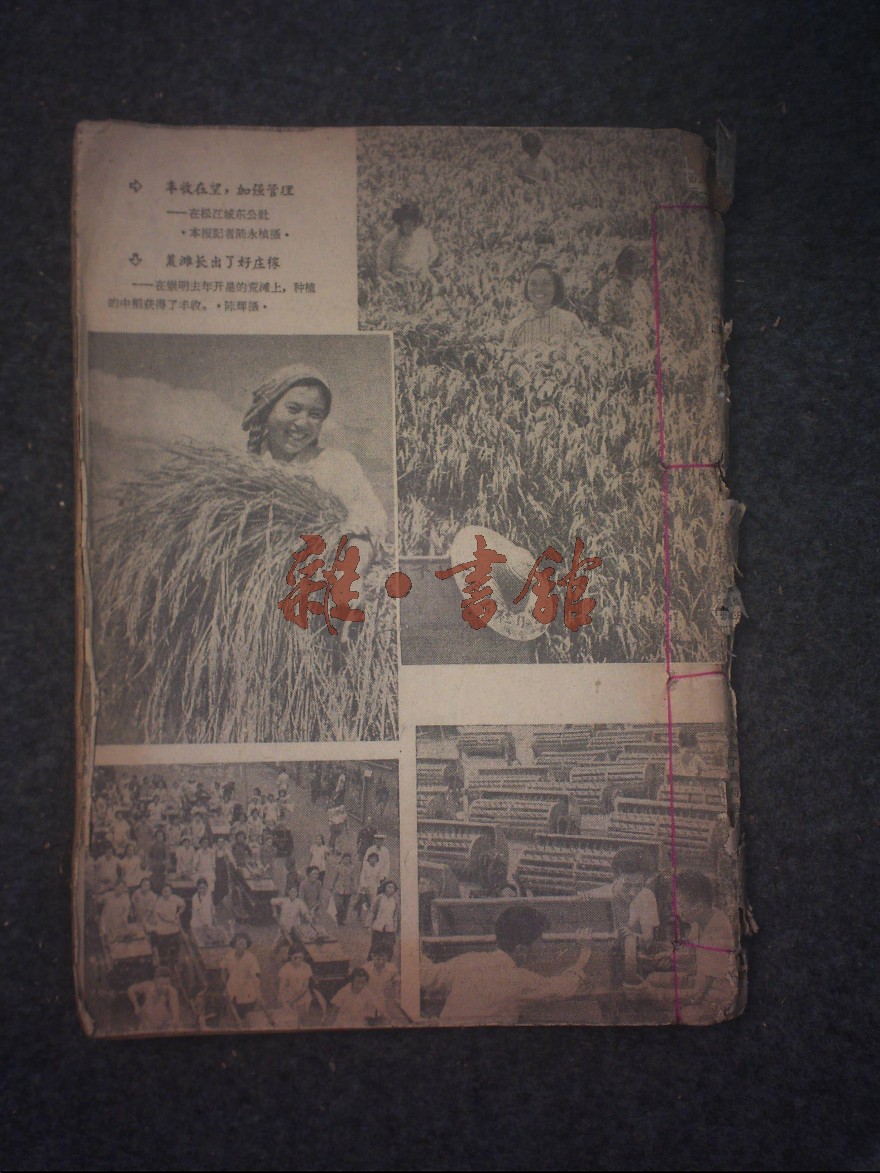 丰收在望，加强管理
——在松江城东公社
·本报记者陆永桢摄·
荒滩长出了好庄稼
——在崇明去年开垦的荒滩上，种植
的中稻获得了丰收。·陈辉摄·
雜·書館